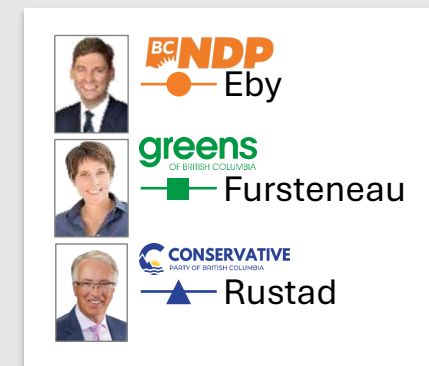 BC NDP
Eby
greens
OF BRITISH COLUMBIA
Fursteneau
CONSERVATIVE
PARTY OF BRITISH COLUMBIA
Rustad